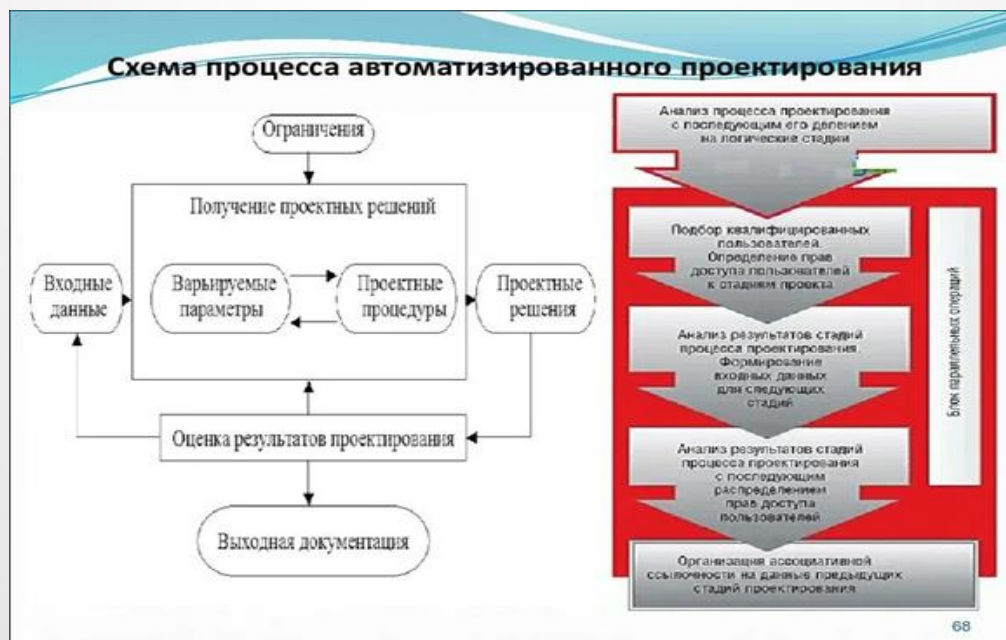 Схема процесса автоматизированного проектирования
Ограничения
Получение проектных решений
Входные
данные
Варьируемые
параметры
Проектные
процедуры
Проектные
решения
Оценка результатов проектирования
Выходная документация
Анализ процесса проектирования
с последующим его делением
на логические стадии
Подбор квалифицированных
пользователей.
Определение прав
доступа пользователей
к стадиям проекта
Анализ результатов стадий
процесса проектирования.
Формирование
входных данных
для следующих
стадий
Анализ результатов стадий
процесса проектирования
с последующим
распределением
прав доступа
пользователей
Организация ассоциативной
ссылочности на данные предыдущих
стадий проектирования
Блок параллельных операций
68